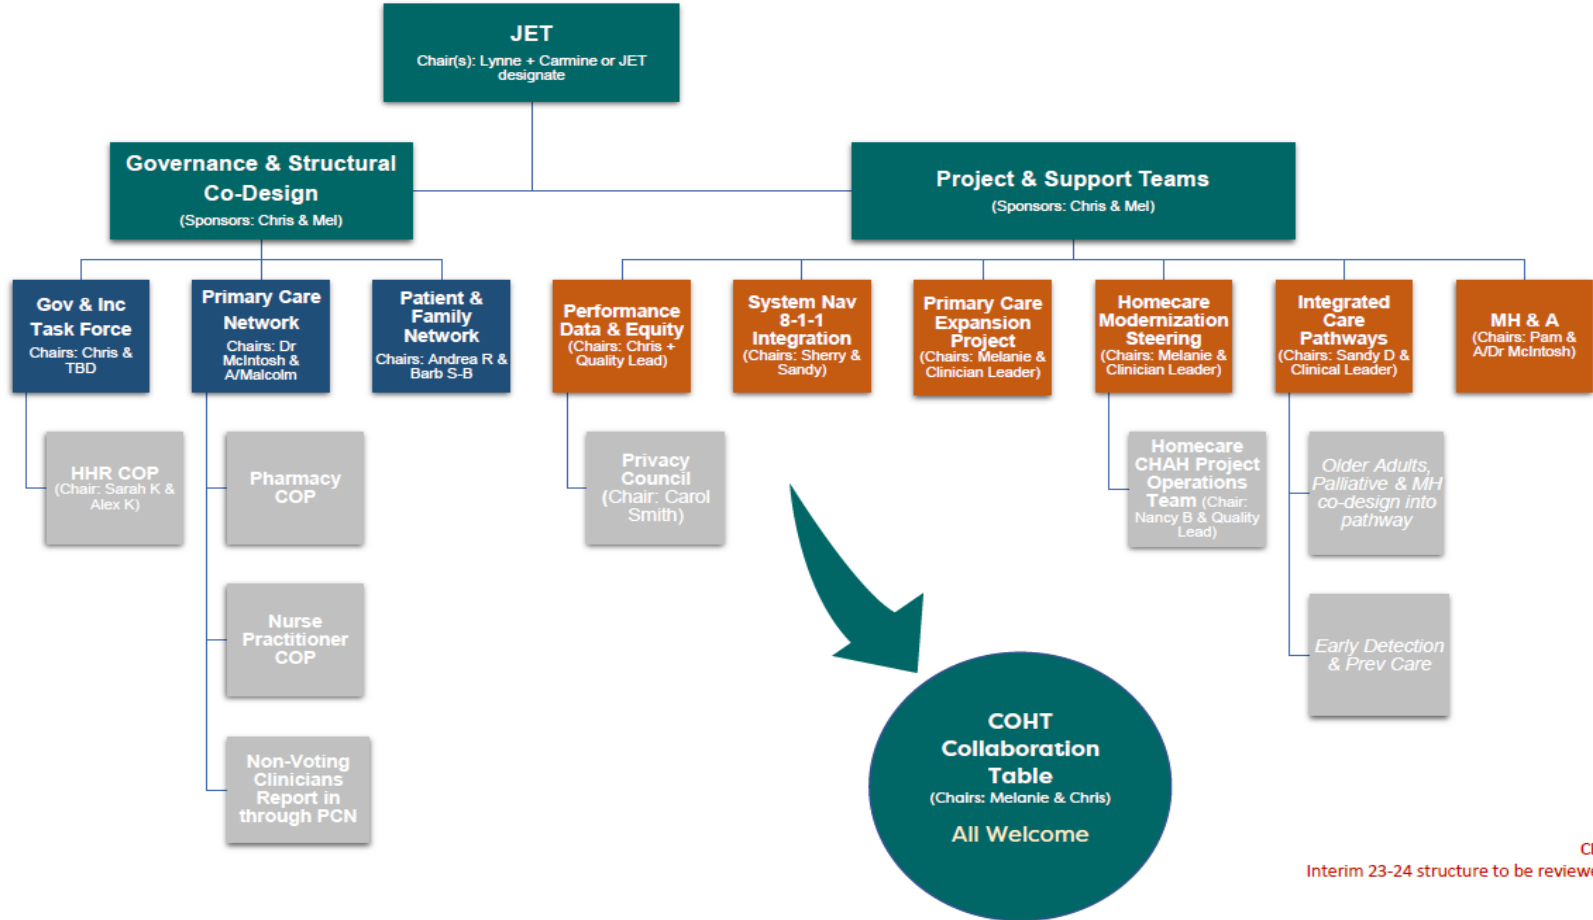 JET
Chair(s): Lynne + Carmine or JET
designate
Governance & Structural
Co-Design
(Sponsors: Chris & Mel)
Project & Support Teams
(Sponsors: Chris & Mel)
Gov & Inc
Task Force
Chairs: Chris &
TBD
Primary Care
Network
Chairs: Dr
McIntosh &
A/Malcolm
Patient &
Family
Network
Chairs: Andrea R &
Barb S-B
Performance
Data & Equity
(Chairs: Chris +
Quality Lead)
System Nav
8-1-1
Integration
(Chairs: Sherry &
Sandy)
Primary Care
Expansion
Project
(Chairs: Melanie &
Clinician Leader)
Homecare
Modernization
Steering
(Chairs: Melanie &
Clinician Leader)
Integrated
Care
Pathways
(Chairs: Sandy D &
Clinical Leader)
MH & A
(Chairs: Pam &
A/Dr McIntosh)
HHR COP
(Chair: Sarah K &
Alex K)
Pharmacy
COP
Privacy
Council
(Chair: Carol
Smith)
Homecare
CHAH Project
Operations
Team (Chair:
Nancy B & Quality
Lead)
Older Adults,
Palliative & MH
co-design into
pathway
Nurse
Practitioner
COP
Early Detection
& Prev Care
Non-Voting
Clinicians
Report in
through PCN
COHT
Collaboration
Table
(Chairs: Melanie & Chris)
All Welcome
Interim 23-24 structure to be reviewe